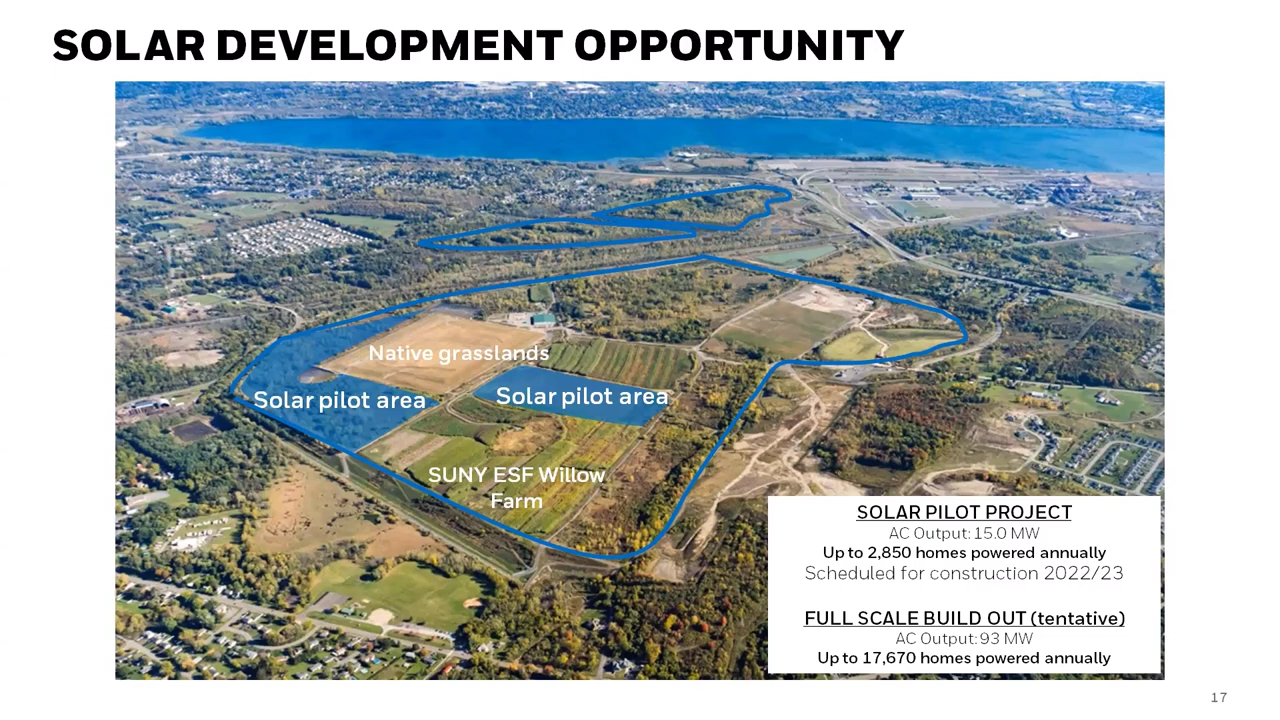 SOLAR DEVELOPMENT OPPORTUNITY
Native grasslands
Solar pilot area
Solar pilot area
SUNY ESF Willow
Farm
SOLAR PILOT PROJECT
AC Output: 15.0 MW
Up to 2,850 homes powered annually
Scheduled for construction 2022/23
FULL SCALE BUILD OUT (tentative)
AC Output: 93 MW
Up to 17,670 homes powered annually
17